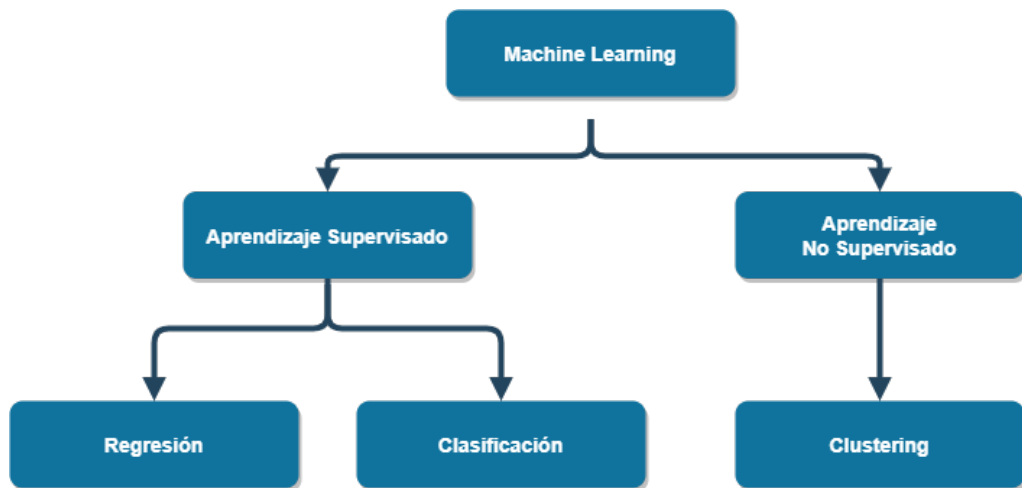 Machine Learning
Aprendizaje Supervisado
Aprendizaje
No Supervisado
Regresión
Clasificación
Clustering